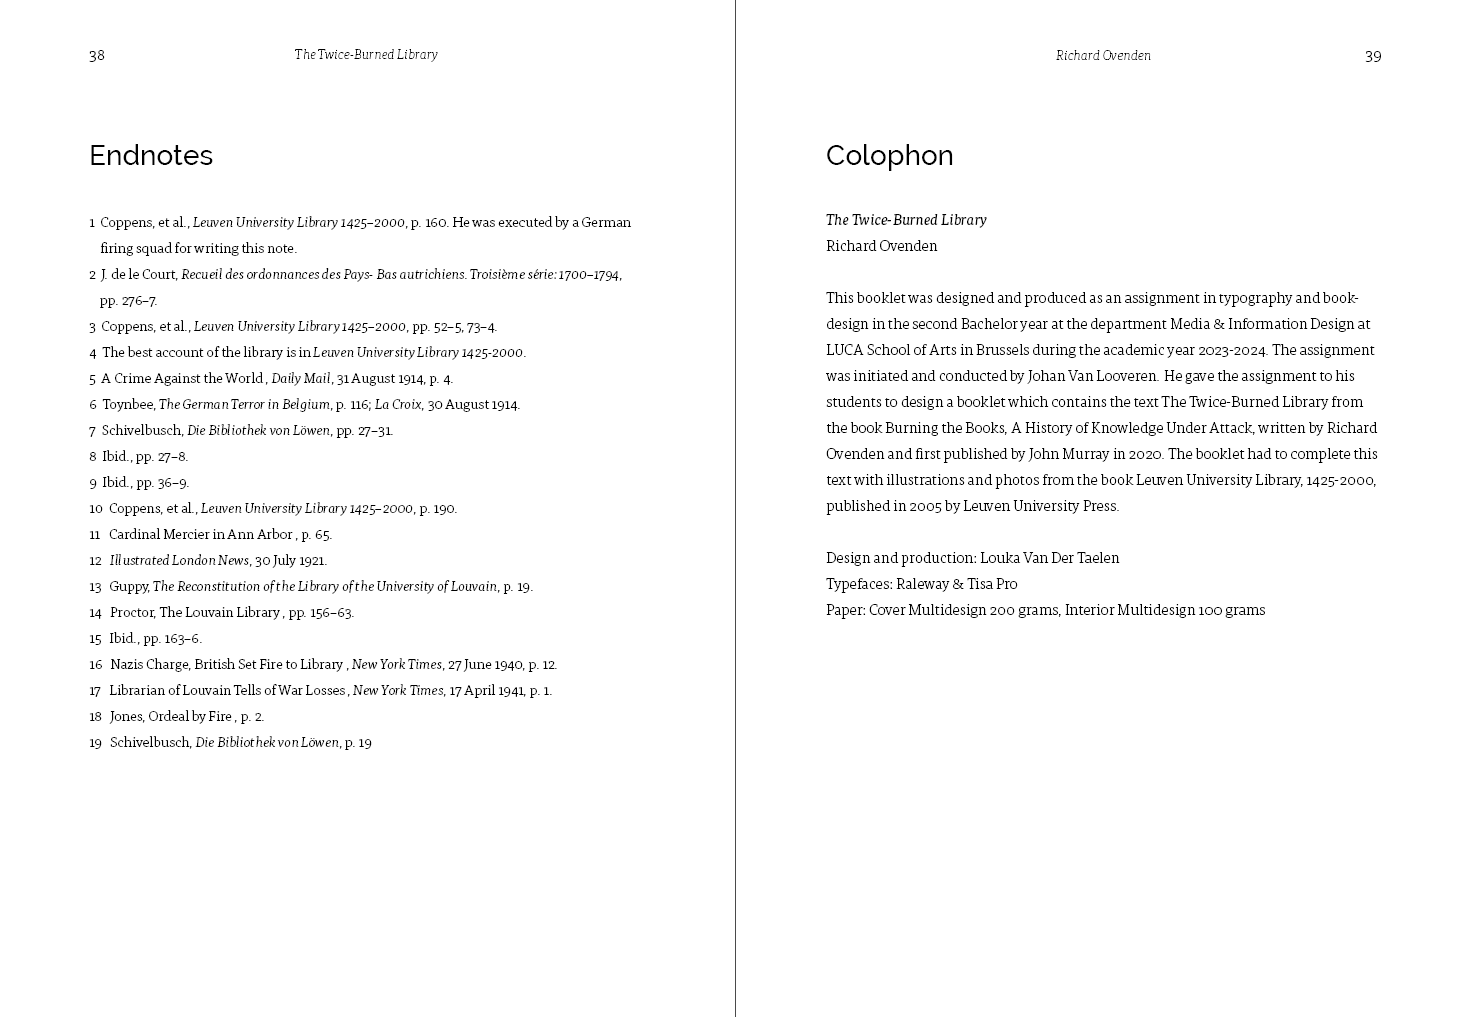 38
The Twice-Burned Library
Endnotes
1 Coppens, et al., Leuven University Library 1425–2000, p. 160. He was executed by a German
firing squad for writing this note.
2 J. de le Court, Recueil des ordonnances des Pays- Bas autrichiens. Troisième série: 1700–1794,
pp. 276–7.
3 Coppens, et al., Leuven University Library 1425–2000, pp. 52–5, 73–4.
4 The best account of the library is in Leuven University Library 1425-2000.
5 A Crime Against the World , Daily Mail, 31 August 1914, p. 4.
6 Toynbee, The German Terror in Belgium, p. 116; La Croix, 30 August 1914.
7 Schivelbusch, Die Bibliothek von Löwen, pp. 27–31.
8 Ibid., pp. 27–8.
9 Ibid., pp. 36–9.
10 Coppens, et al., Leuven University Library 1425–2000, p. 190.
11 Cardinal Mercier in Ann Arbor , p. 65.
12 Illustrated London News, 30 July 1921.
13 Guppy, The Reconstitution of the Library of the University of Louvain, p. 19.
14 Proctor, The Louvain Library , pp. 156–63.
15 Ibid., pp. 163–6.
16 Nazis Charge, British Set Fire to Library , New York Times, 27 June 1940, p. 12.
17 Librarian of Louvain Tells of War Losses , New York Times, 17 April 1941, p. 1.
18 Jones, Ordeal by Fire , p. 2.
19 Schivelbusch, Die Bibliothek von Löwen, p. 19
Richard Ovenden
39
Colophon
The Twice-Burned Library
Richard Ovenden
This booklet was designed and produced as an assignment in typography and book-
design in the second Bachelor year at the department Media & Information Design at
LUCA School of Arts in Brussels during the academic year 2023-2024. The assignment
was initiated and conducted by Johan Van Looveren. He gave the assignment to his
students to design a booklet which contains the text The Twice-Burned Library from
the book Burning the Books, A History of Knowledge Under Attack, written by Richard
Ovenden and first published by John Murray in 2020. The booklet had to complete this
text with illustrations and photos from the book Leuven University Library, 1425-2000,
published in 2005 by Leuven University Press.
Design and production: Louka Van Der Taelen
Typefaces: Raleway & Tisa Pro
Paper: Cover Multidesign 200 grams, Interior Multidesign 100 grams